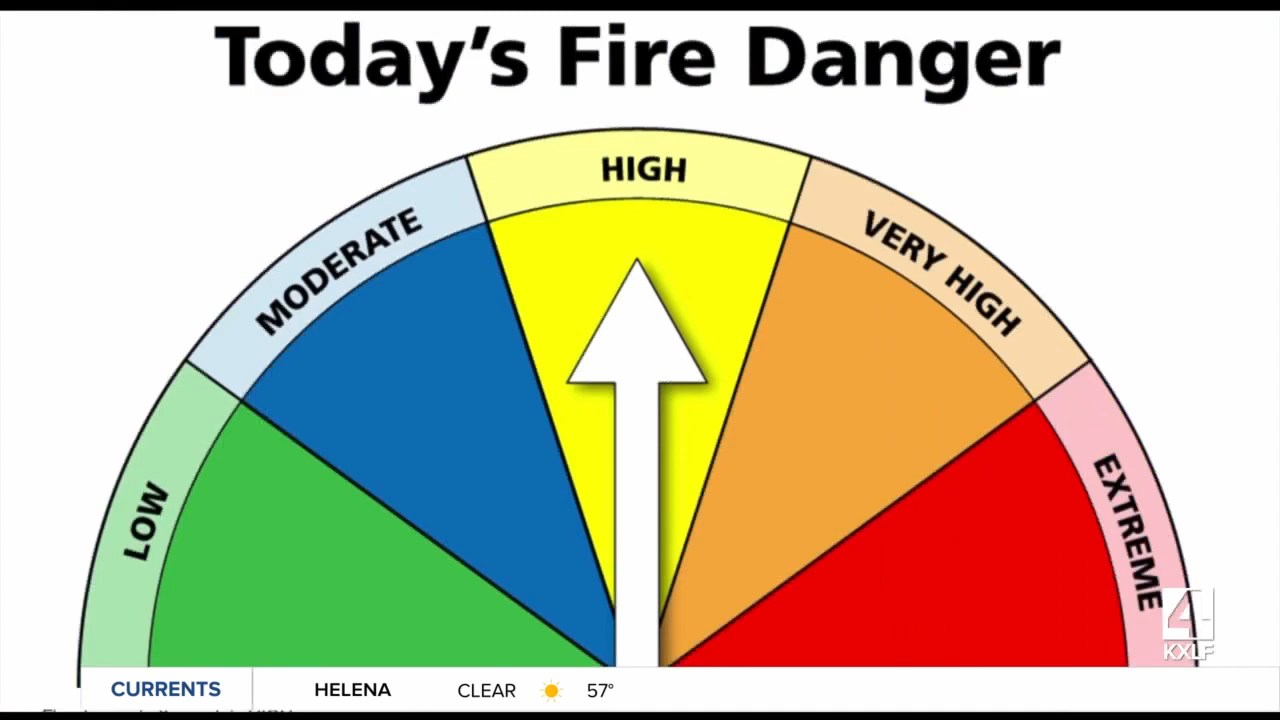 Today's Fire Danger
HIGH
MODERATE
VERY HIGH
LOW
EXTREME
4
KXLF
CURRENTS HELENA CLEAR 57°